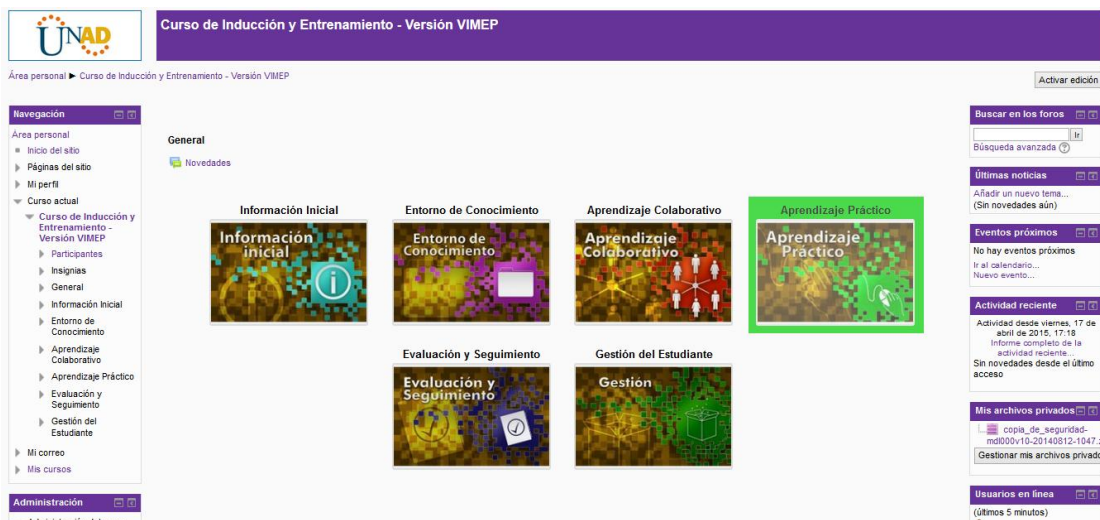 UNAD
Curso de Inducción y Entrenamiento - Versión VIMEP
Área personal ► Curso de Inducción y Entrenamiento - Versión VIMEP
Activar edición
Navegación
Área personal
Inicio del sitio
Páginas del sitio
Mi perfil
Curso actual
Curso de Inducción y
Entrenamiento -
Versión VIMEP
Participantes
Insignias
General
Información Inicial
Entorno de
Conocimiento
Aprendizaje
Colaborativo
Aprendizaje Práctico
Evaluación y
Seguimiento
Gestión del
Estudiante
Mi correo
Mis cursos
Administración
General
Novedades
Información Inicial
Información
inicial
Entorno de Conocimiento
Entorno de
Conocimiento
Aprendizaje Colaborativo
Aprendizaje
Colaborativo
Aprendizaje Práctico
Aprendizaje
Práctico
Evaluación y Seguimiento
Evaluación y
Seguimiento
Gestión del Estudiante
Gestión
Buscar en los foros
Ir
Búsqueda avanzada
Últimas noticias
Añadir un nuevo tema...
(Sin novedades aún)
Eventos próximos
No hay eventos próximos
Ir al calendario...
Nuevo evento...
Actividad reciente
Actividad desde viernes, 17 de
abril de 2015, 17:18
Informe completo de la
actividad reciente...
Sin novedades desde el último
acceso
Mis archivos privados
copia_de_seguridad-
mdl000v10-20140812-1047.z
Gestionar mis archivos privado
Usuarios en línea
(últimos 5 minutos)